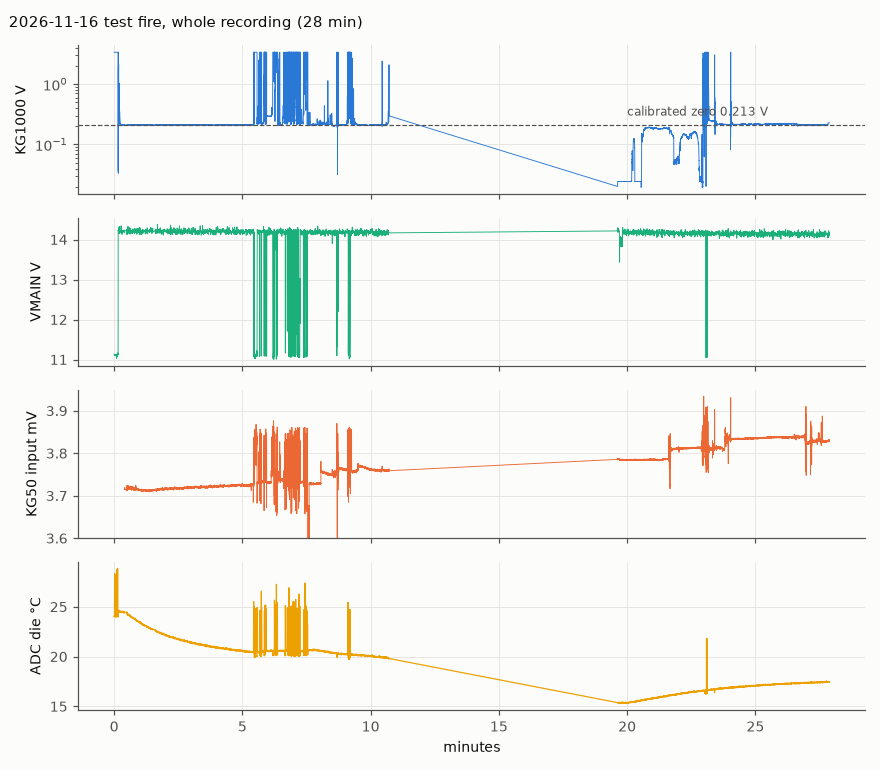 2026-11-16 test fire, whole recording (28 min)
KG1000 V
10⁰
10⁻¹
calibrated zero 0.213 V
VMAIN V
14
13
12
11
KG50 input mV
3.9
3.8
3.7
3.6
ADC die °C
25
20
15
0 5 10 15 20 25
minutes